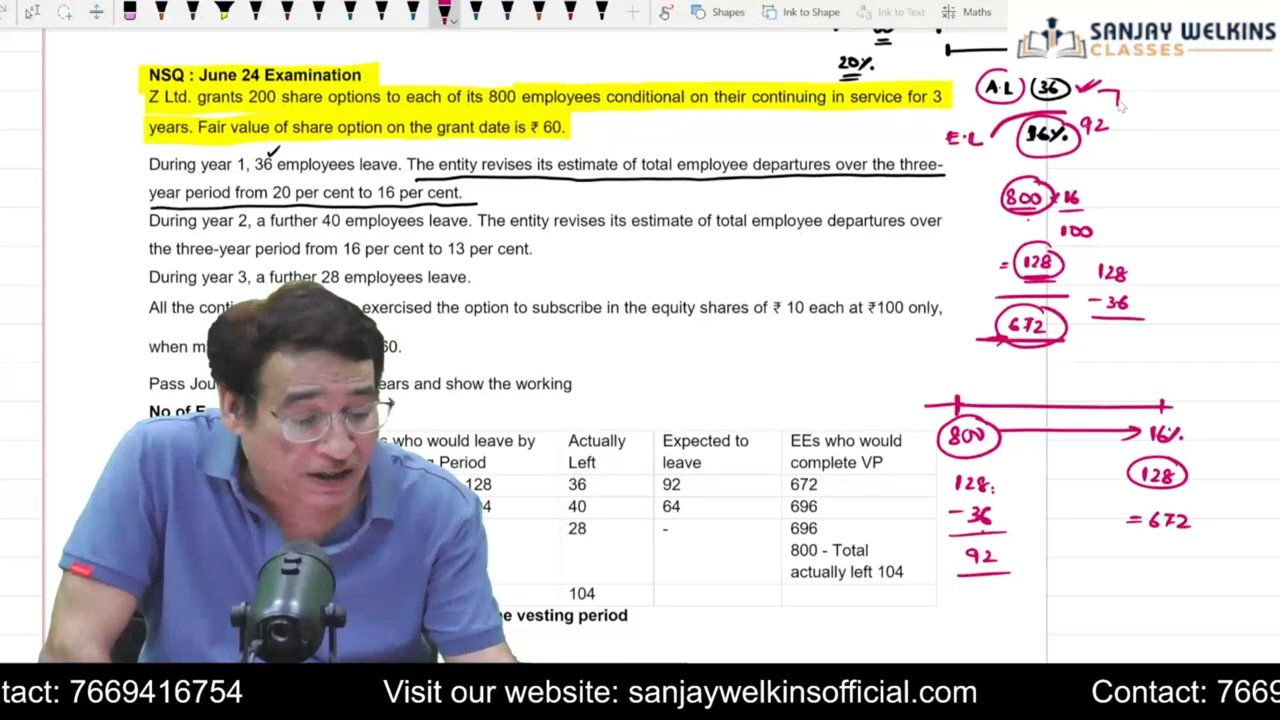 Shapes
Ink to Shape
Ink to Text
Maths
SANJAY WELKINS
CLASSES
20%.
NSQ : June 24 Examination
Z Ltd. grants 200 share options to each of its 800 employees conditional on their continuing in service for 3
years. Fair value of share option on the grant date is ₹ 60.
During year 1, 36 employees leave. The entity revises its estimate of total employee departures over the three-
year period from 20 per cent to 16 per cent.
During year 2, a further 40 employees leave. The entity revises its estimate of total employee departures over
the three-year period from 16 per cent to 13 per cent.
During year 3, a further 28 employees leave.
All the exercised the option to subscribe in the equity shares of ₹ 10 each at ₹100 only,
when 60.
Pass ears and show the working
No of
who would leave by
Period
Actually
Left
Expected to
leave
EEs who would
complete VP
128 36 92 672
4 40 64 696
28 - 696
800 - Total
actually left 104
104
e vesting period
A.L 36
E.L 16%. 92
800 × 16
100
= 128
672
128
- 36
800 16%.
128
128
- 36
92
= 672
tact: 7669416754
Visit our website: sanjaywelkinsofficial.com
Contact: 7669